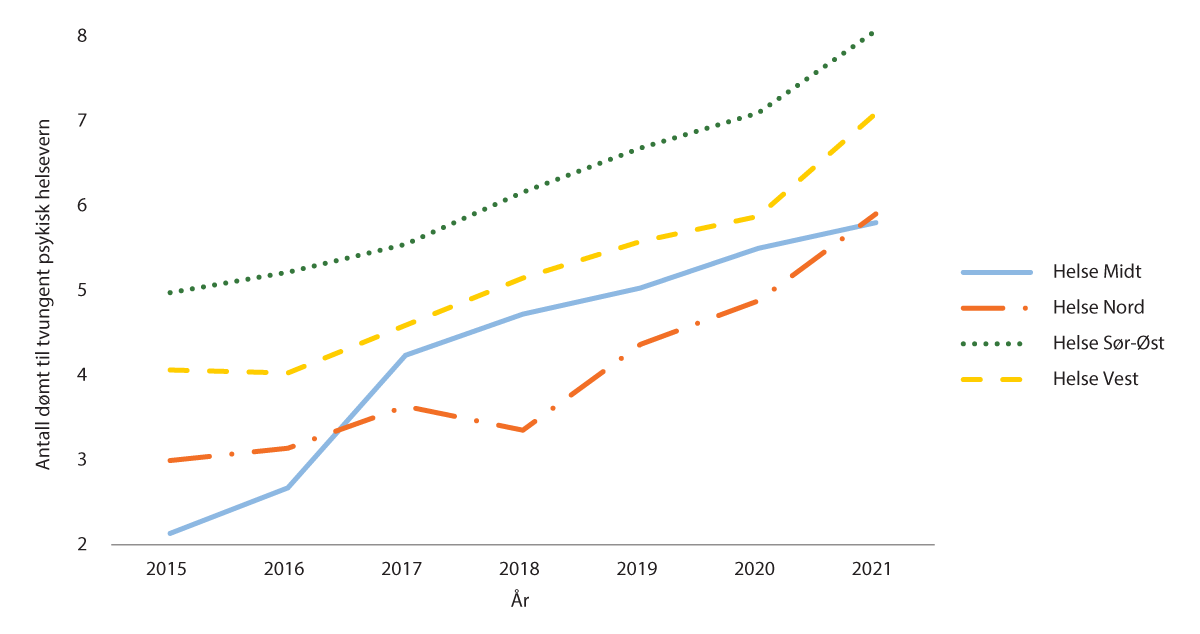 Antall dømt til tvungent psykisk helsevern
8
7
6
5
4
3
2
2015 2016 2017 2018 2019 2020 2021
År
Helse Midt
Helse Nord
Helse Sør-Øst
Helse Vest